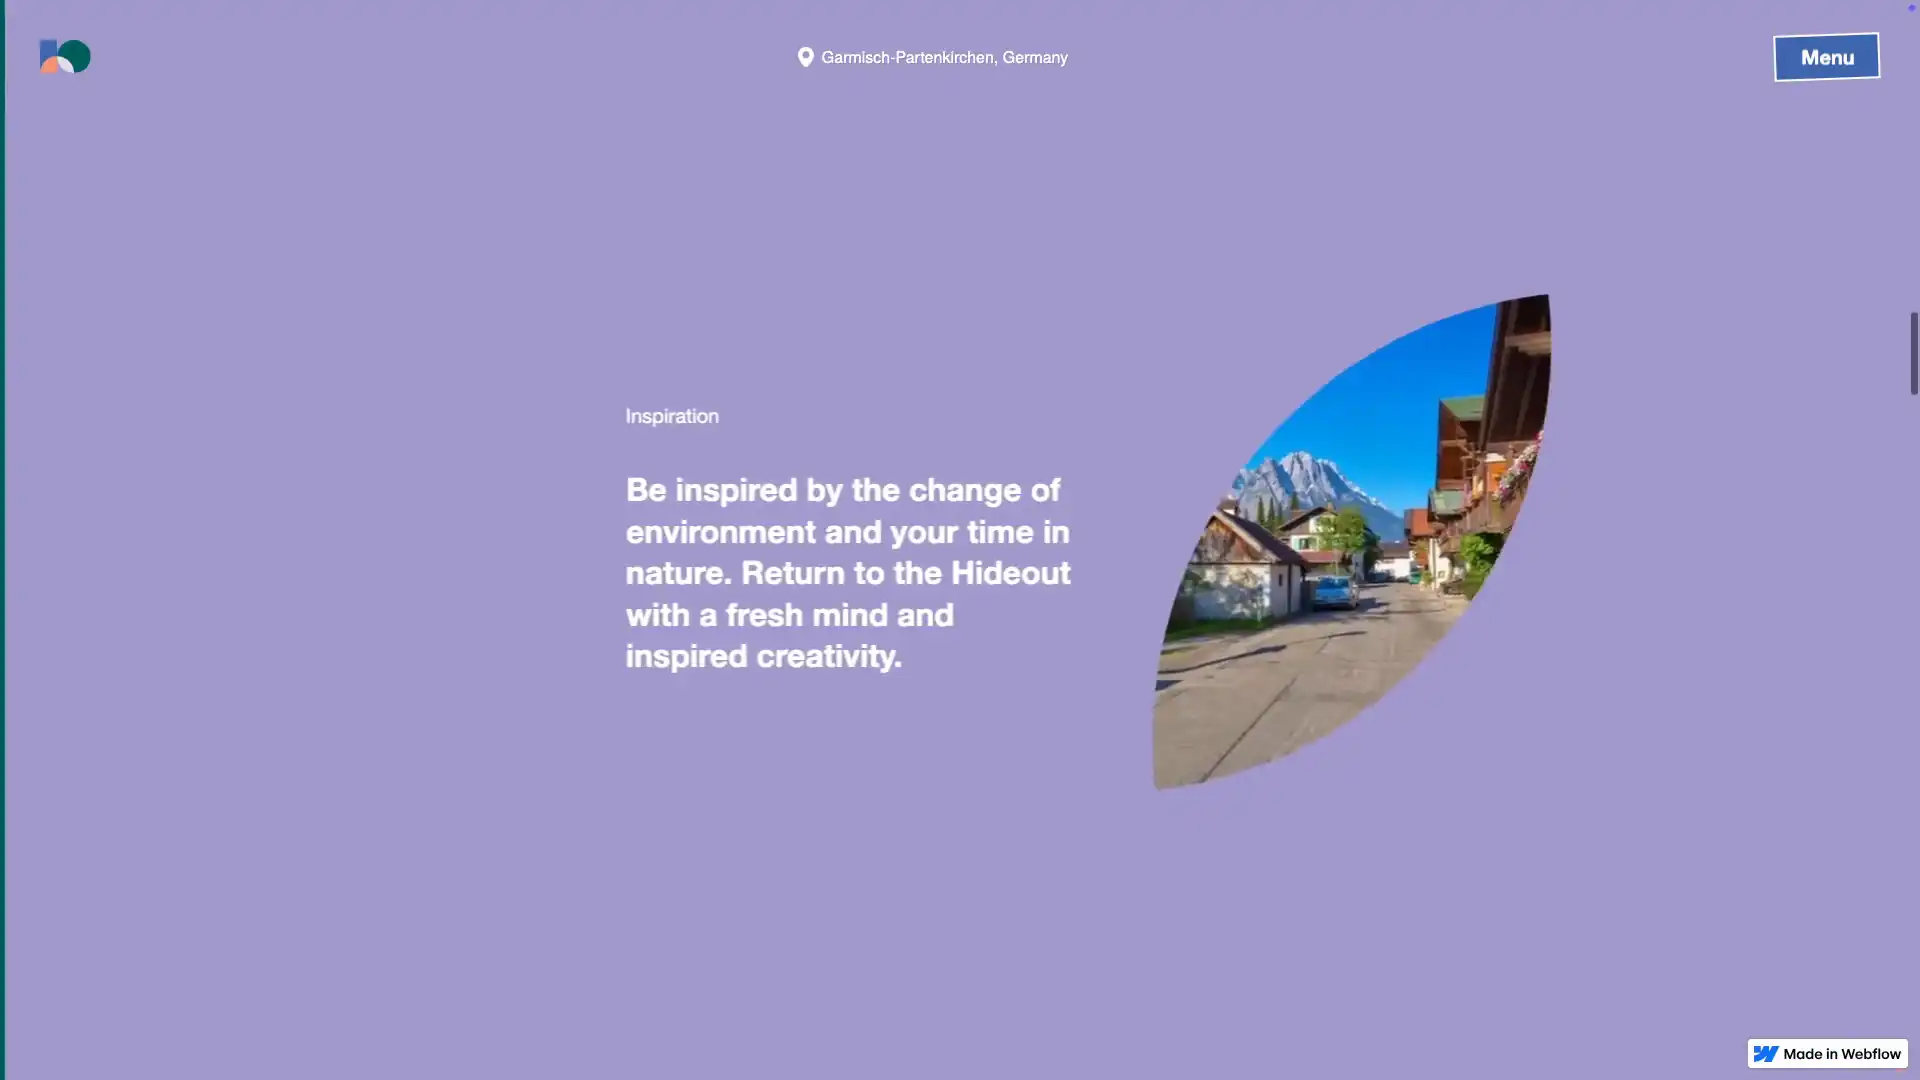 Garmisch-Partenkirchen, Germany
Menu
Inspiration
Be inspired by the change of
environment and your time in
nature. Return to the Hideout
with a fresh mind and
inspired creativity.
Made in Webflow